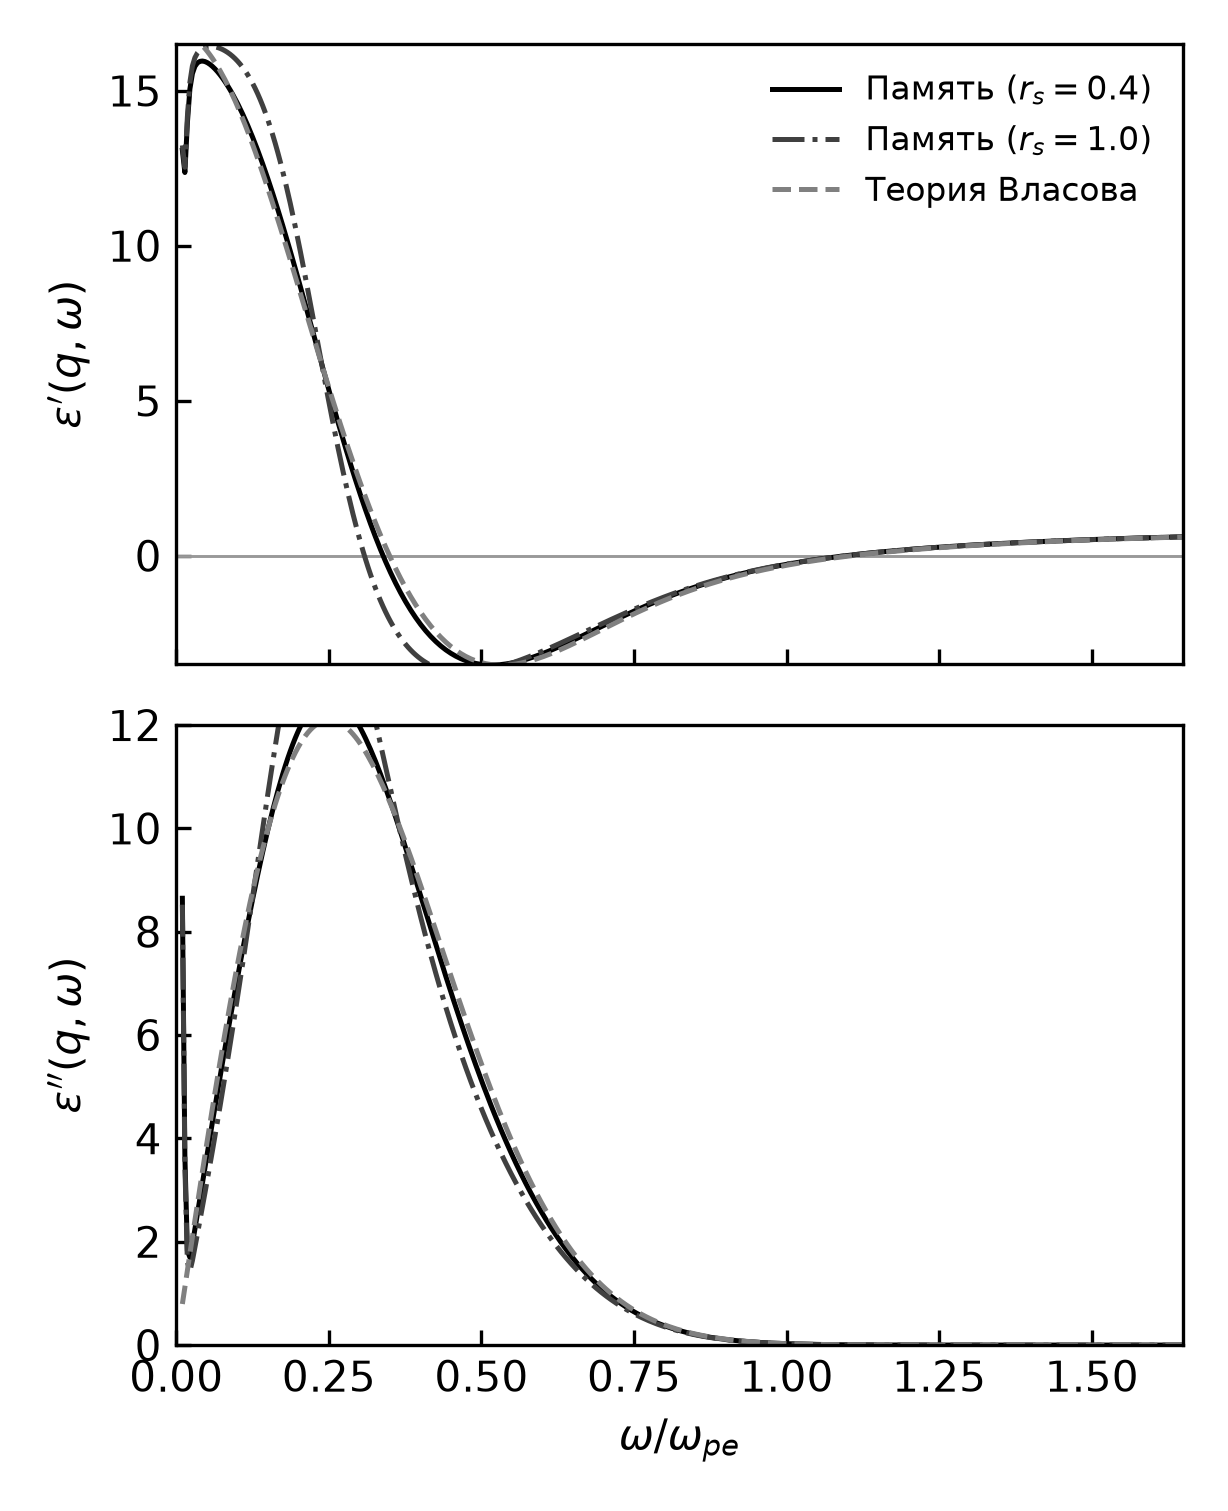 15
10
5
0
ε′(q, ω)
Память (r_s = 0.4)
Память (r_s = 1.0)
Теория Власова
12
10
8
6
4
2
0
ε′′(q, ω)
0.00 0.25 0.50 0.75 1.00 1.25 1.50
ω/ω_pe